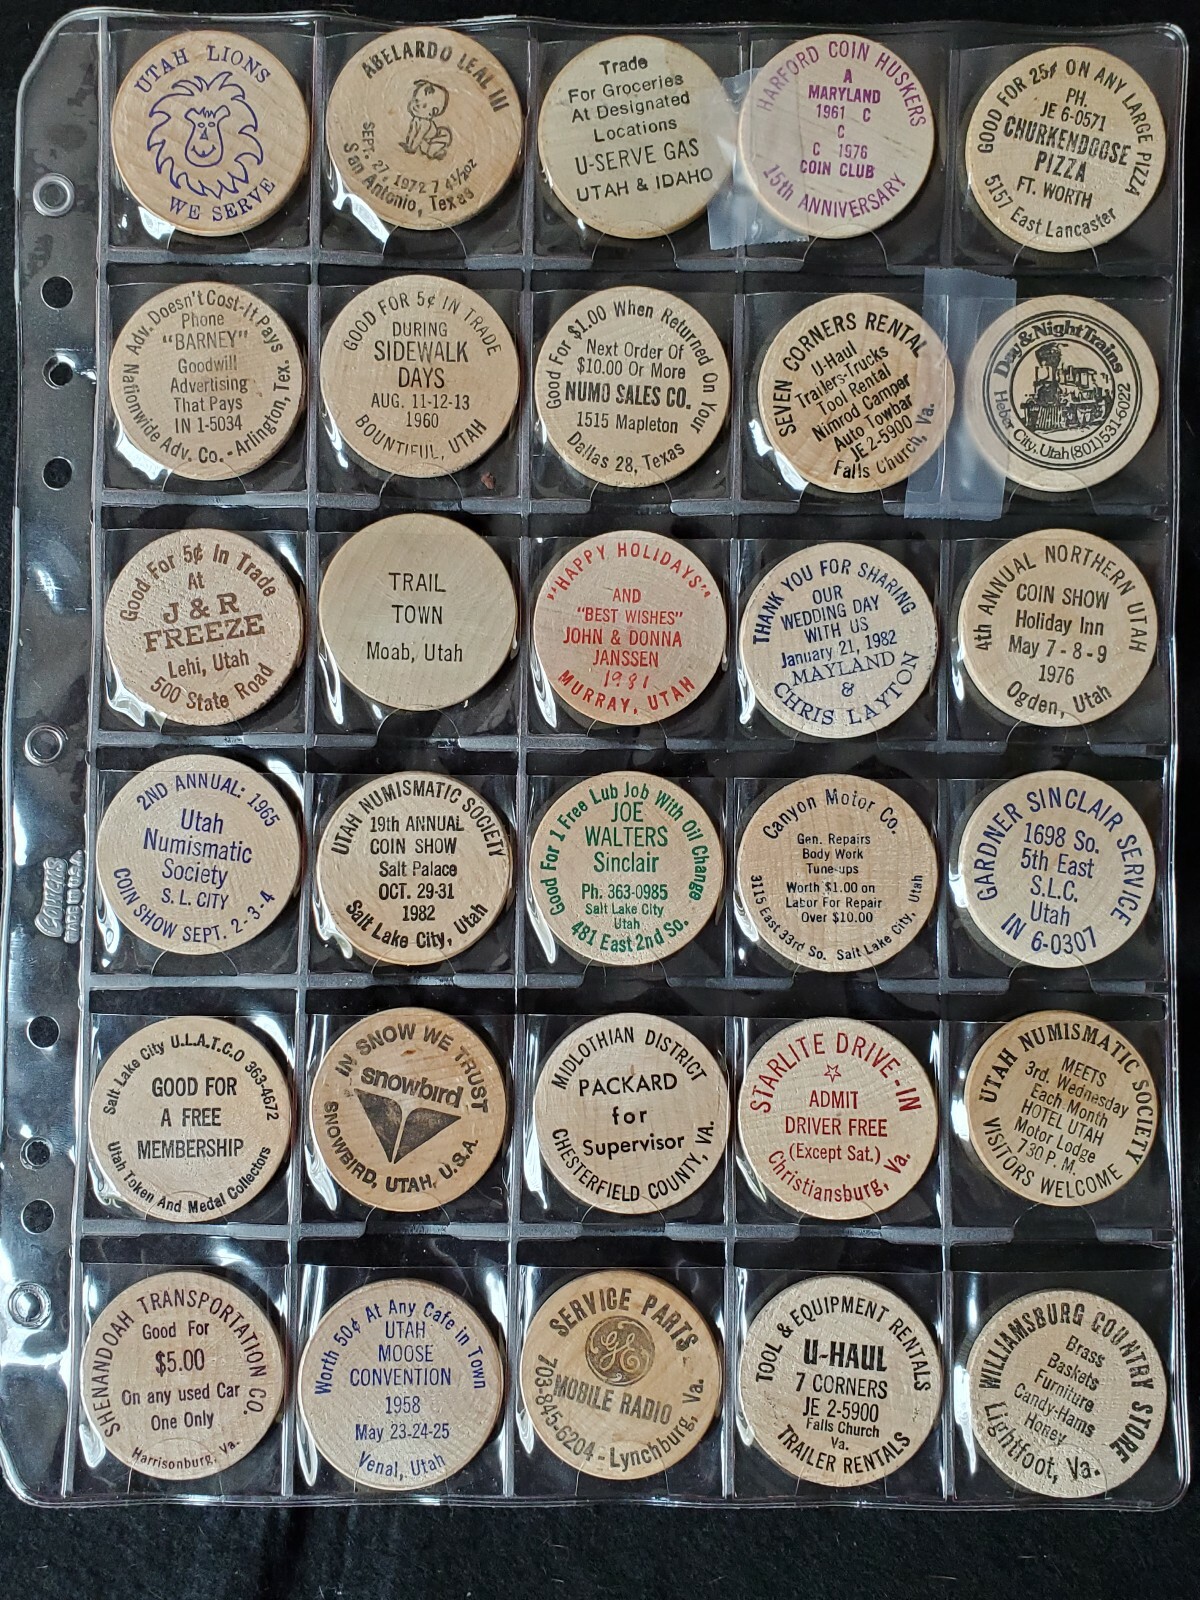 UTAH LIONS
WE SERVE
ABELARDO LEAL III
SEPT. 27, 1972 7 4½oz
San Antonio, Texas
Trade
For Groceries
At Designated
Locations
U-SERVE GAS
UTAH & IDAHO
HARFORD COIN HUSKERS
A
MARYLAND
1961 C
C
C 1976
COIN CLUB
15th ANNIVERSARY
GOOD FOR 25¢ ON ANY LARGE PIZZA
PH.
JE 6-0571
CHURKENDOOSE
PIZZA
FT. WORTH
5157 East Lancaster
Adv. Doesn't Cost-It Pays
Phone
"BARNEY"
Goodwill
Advertising
That Pays
IN 1-5034
Nationwide Adv. Co. - Arlington, Tex.
GOOD FOR 5¢ IN TRADE
DURING
SIDEWALK
DAYS
AUG. 11-12-13
1960
BOUNTIFUL, UTAH
Good For $1.00 When Returned On Your
Next Order Of
$10.00 Or More
NUMO SALES CO.
1515 Mapleton
Dallas 28, Texas
SEVEN CORNERS RENTAL
U-Haul
Trailers-Trucks
Tool Rental
Nimrod Camper
Auto Towbar
JE 2-5900
Falls Church, Va.
Day & Night Trains
Heber City, Utah (801) 531-6022
Good For 5¢ In Trade
At
J & R
FREEZE
Lehi, Utah
500 State Road
TRAIL
TOWN
Moab, Utah
"HAPPY HOLIDAYS"
AND
"BEST WISHES"
JOHN & DONNA
JANSSEN
1981
MURRAY, UTAH
THANK YOU FOR SHARING
OUR
WEDDING DAY
WITH US
January 21, 1982
MAYLAND
&
CHRIS LAYTON
4th ANNUAL NORTHERN UTAH
COIN SHOW
Holiday Inn
May 7 - 8 - 9
1976
Ogden, Utah
2ND ANNUAL: 1965
Utah
Numismatic
Society
S. L. CITY
COIN SHOW SEPT. 2-3-4
UTAH NUMISMATIC SOCIETY
19th ANNUAL
COIN SHOW
Salt Palace
OCT. 29-31
1982
Salt Lake City, Utah
Good For 1 Free Lub Job With Oil Change
JOE
WALTERS
Sinclair
Ph. 363-0985
Salt Lake City
Utah
481 East 2nd So.
Canyon Motor Co.
Gen. Repairs
Body Work
Tune-ups
Worth $1.00 on
Labor For Repair
Over $10.00
3115 East 33rd So. Salt Lake City, Utah
GARDNER SINCLAIR SERVICE
1698 So.
5th East
S.L.C.
Utah
IN 6-0307
MADE IN USA
Salt Lake City U.L.A.T.C.O 363-4672
GOOD FOR
A FREE
MEMBERSHIP
Utah Token And Medal Collectors
IN SNOW WE TRUST
snowbird
SNOWBIRD, UTAH, U.S.A.
MIDLOTHIAN DISTRICT
PACKARD
for
Supervisor
CHESTERFIELD COUNTY, VA.
STARLITE DRIVE-IN
ADMIT
DRIVER FREE
(Except Sat.)
Christiansburg, Va.
UTAH NUMISMATIC SOCIETY
MEETS
3rd. Wednesday
Each Month
HOTEL UTAH
Motor Lodge
7 30 P. M.
VISITORS WELCOME
SHENANDOAH TRANSPORTATION CO.
Good For
$5.00
On any used Car
One Only
Harrisonburg, Va.
Worth 50¢ At Any Cafe in Town
UTAH
MOOSE
CONVENTION
1958
May 23-24-25
Venal, Utah
SERVICE PARTS
GE
MOBILE RADIO
703-845-6204 - Lynchburg, Va.
TOOL & EQUIPMENT RENTALS
U-HAUL
7 CORNERS
JE 2-5900
Falls Church
Va.
TRAILER RENTALS
WILLIAMSBURG COUNTRY STORE
Brass
Baskets
Furniture
Candy-Hams
Honey
Lightfoot, Va.